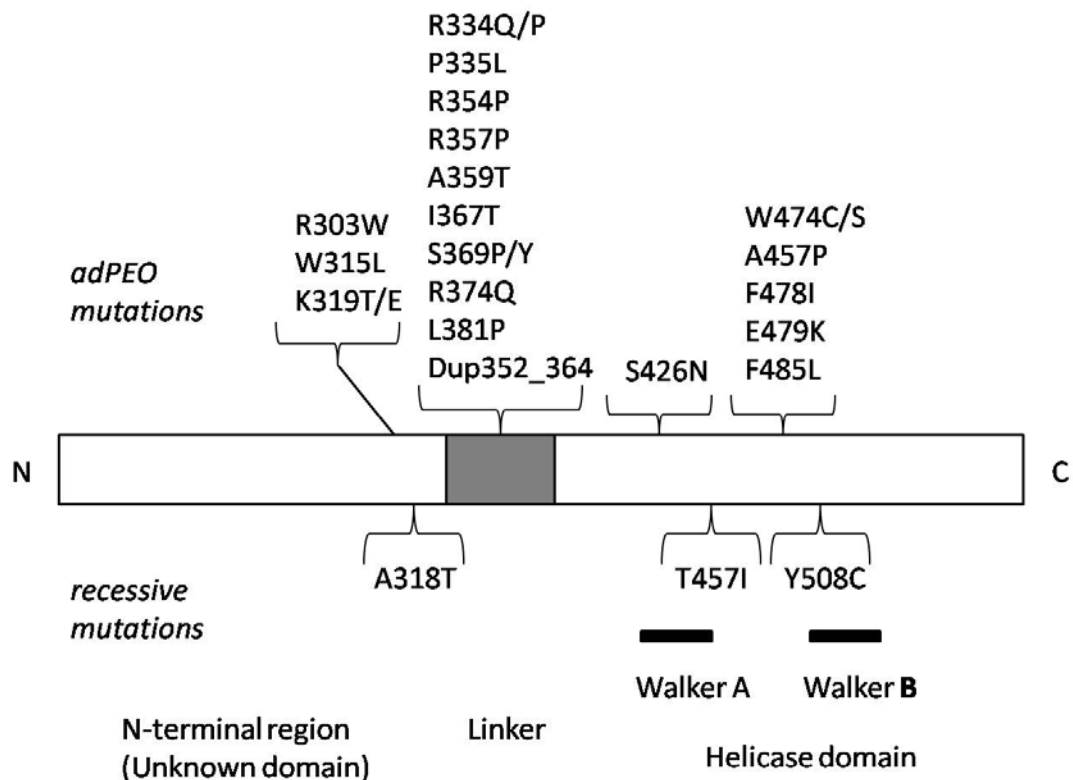 R334Q/P
P335L
R354P
R357P
A359T
I367T
S369P/Y
R374Q
L381P
Dup352_364
R303W
W315L
K319T/E
adPEO
mutations
S426N
W474C/S
A457P
F478I
E479K
F485L
N
C
A318T
T457I
Y508C
recessive
mutations
Walker A
Walker B
N-terminal region
(Unknown domain)
Linker
Helicase domain